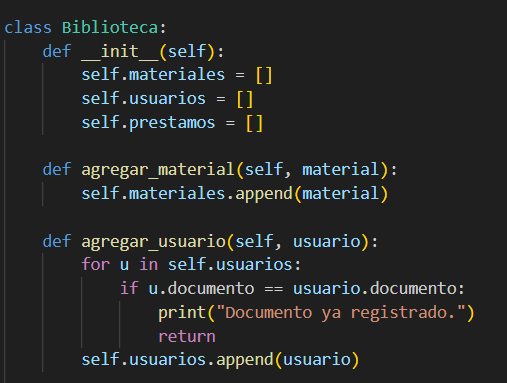 class Biblioteca:
    def __init__(self):
        self.materiales = []
        self.usuarios = []
        self.prestamos = []

    def agregar_material(self, material):
        self.materiales.append(material)

    def agregar_usuario(self, usuario):
        for u in self.usuarios:
            if u.documento == usuario.documento:
                print("Documento ya registrado.")
                return
        self.usuarios.append(usuario)